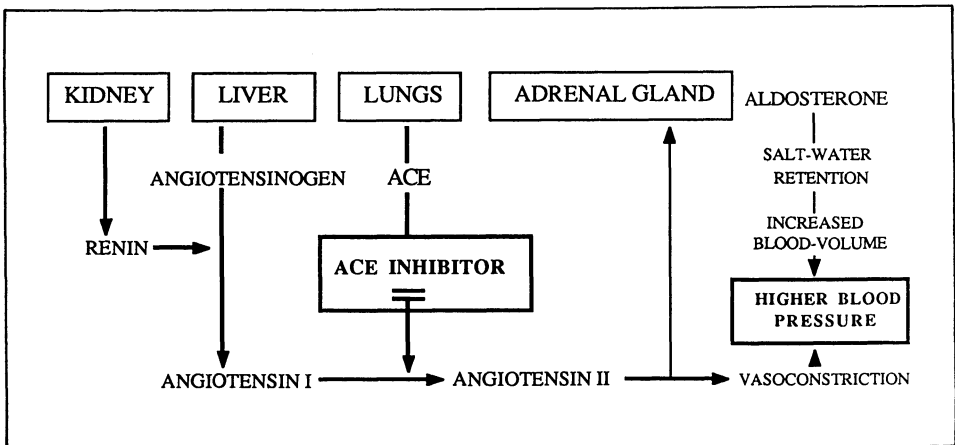 KIDNEY
LIVER
LUNGS
ADRENAL GLAND
ALDOSTERONE
ANGIOTENSINOGEN
ACE
SALT-WATER
RETENTION
RENIN
INCREASED
BLOOD-VOLUME
ACE INHIBITOR
HIGHER BLOOD
PRESSURE
ANGIOTENSIN I
ANGIOTENSIN II
VASOCONSTRICTION